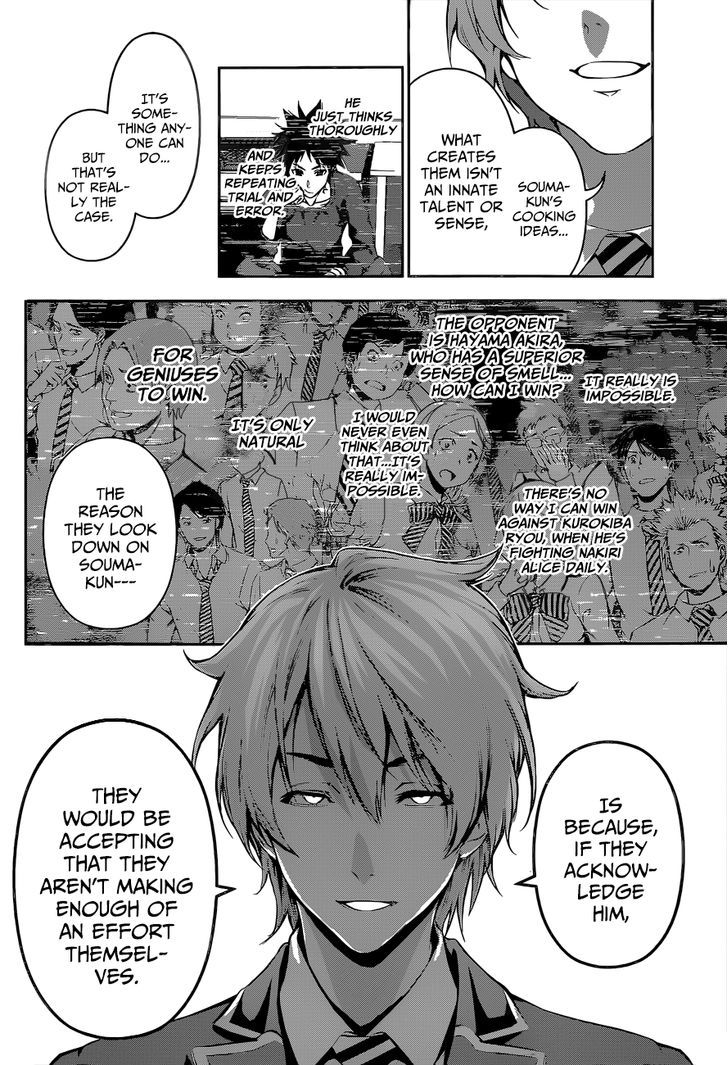 SOUMA-
KUN'S
COOKING
IDEAS...
WHAT
CREATES
THEM ISN'T
AN INNATE
TALENT OR
SENSE,
HE
JUST THINKS
THOROUGHLY
AND
KEEPS
REPEATING
TRIAL AND
ERROR.
IT'S
SOME-
THING ANY-
ONE CAN
DO...
BUT
THAT'S
NOT REAL-
LY THE
CASE.
IT REALLY IS
IMPOSSIBLE.
THE OPPONENT
IS HAYAMA AKIRA,
WHO HAS A SUPERIOR
SENSE OF SMELL...
HOW CAN I WIN?
THERE'S NO
WAY I CAN WIN
AGAINST KUROKIBA
RYOU, WHEN HE'S
FIGHTING NAKIRI
ALICE DAILY.
I WOULD
NEVER EVEN
THINK ABOUT
THAT...IT'S
REALLY IM-
POSSIBLE.
IT'S ONLY
NATURAL
FOR
GENIUSES
TO WIN.
THE
REASON
THEY LOOK
DOWN ON
SOUMA-
KUN---
IS
BECAUSE,
IF THEY
ACKNOW-
LEDGE
HIM,
THEY
WOULD BE
ACCEPTING
THAT THEY
AREN'T MAKING
ENOUGH OF
AN EFFORT
THEMSEL-
VES.